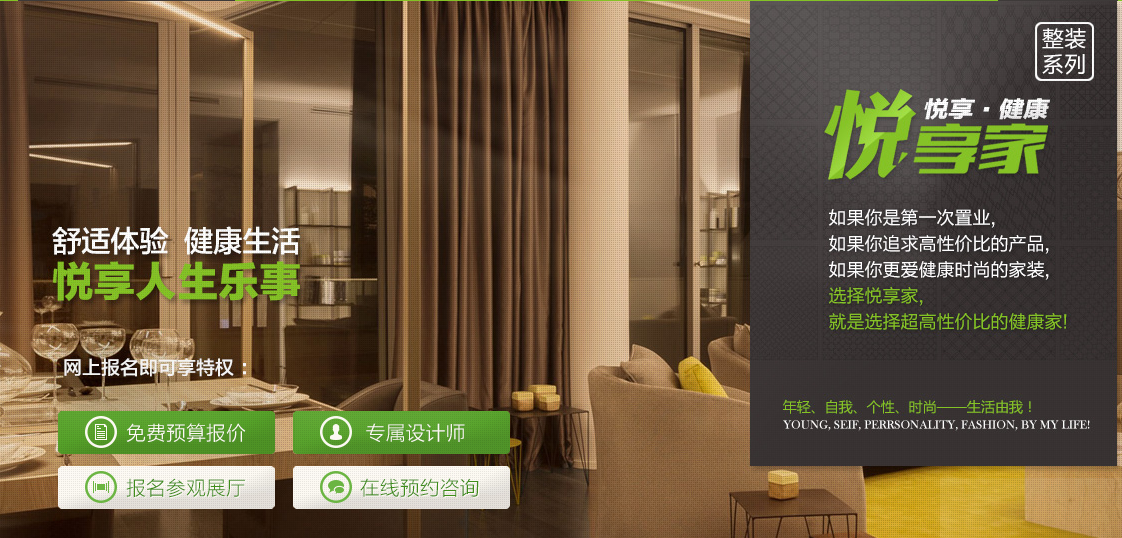 整装
系列
悦享·健康
悦享家
如果你是第一次置业,
如果你追求高性价比的产品,
如果你更爱健康时尚的家装,
选择悦享家,
就是选择超高性价比的健康家!
年轻、自我、个性、时尚——生活由我！
YOUNG, SEIF, PERRSONALITY, FASHION, BY MY LIFE!
舒适体验 健康生活
悦享人生乐事
网上报名即可享特权：
免费预算报价
专属设计师
报名参观展厅
在线预约咨询